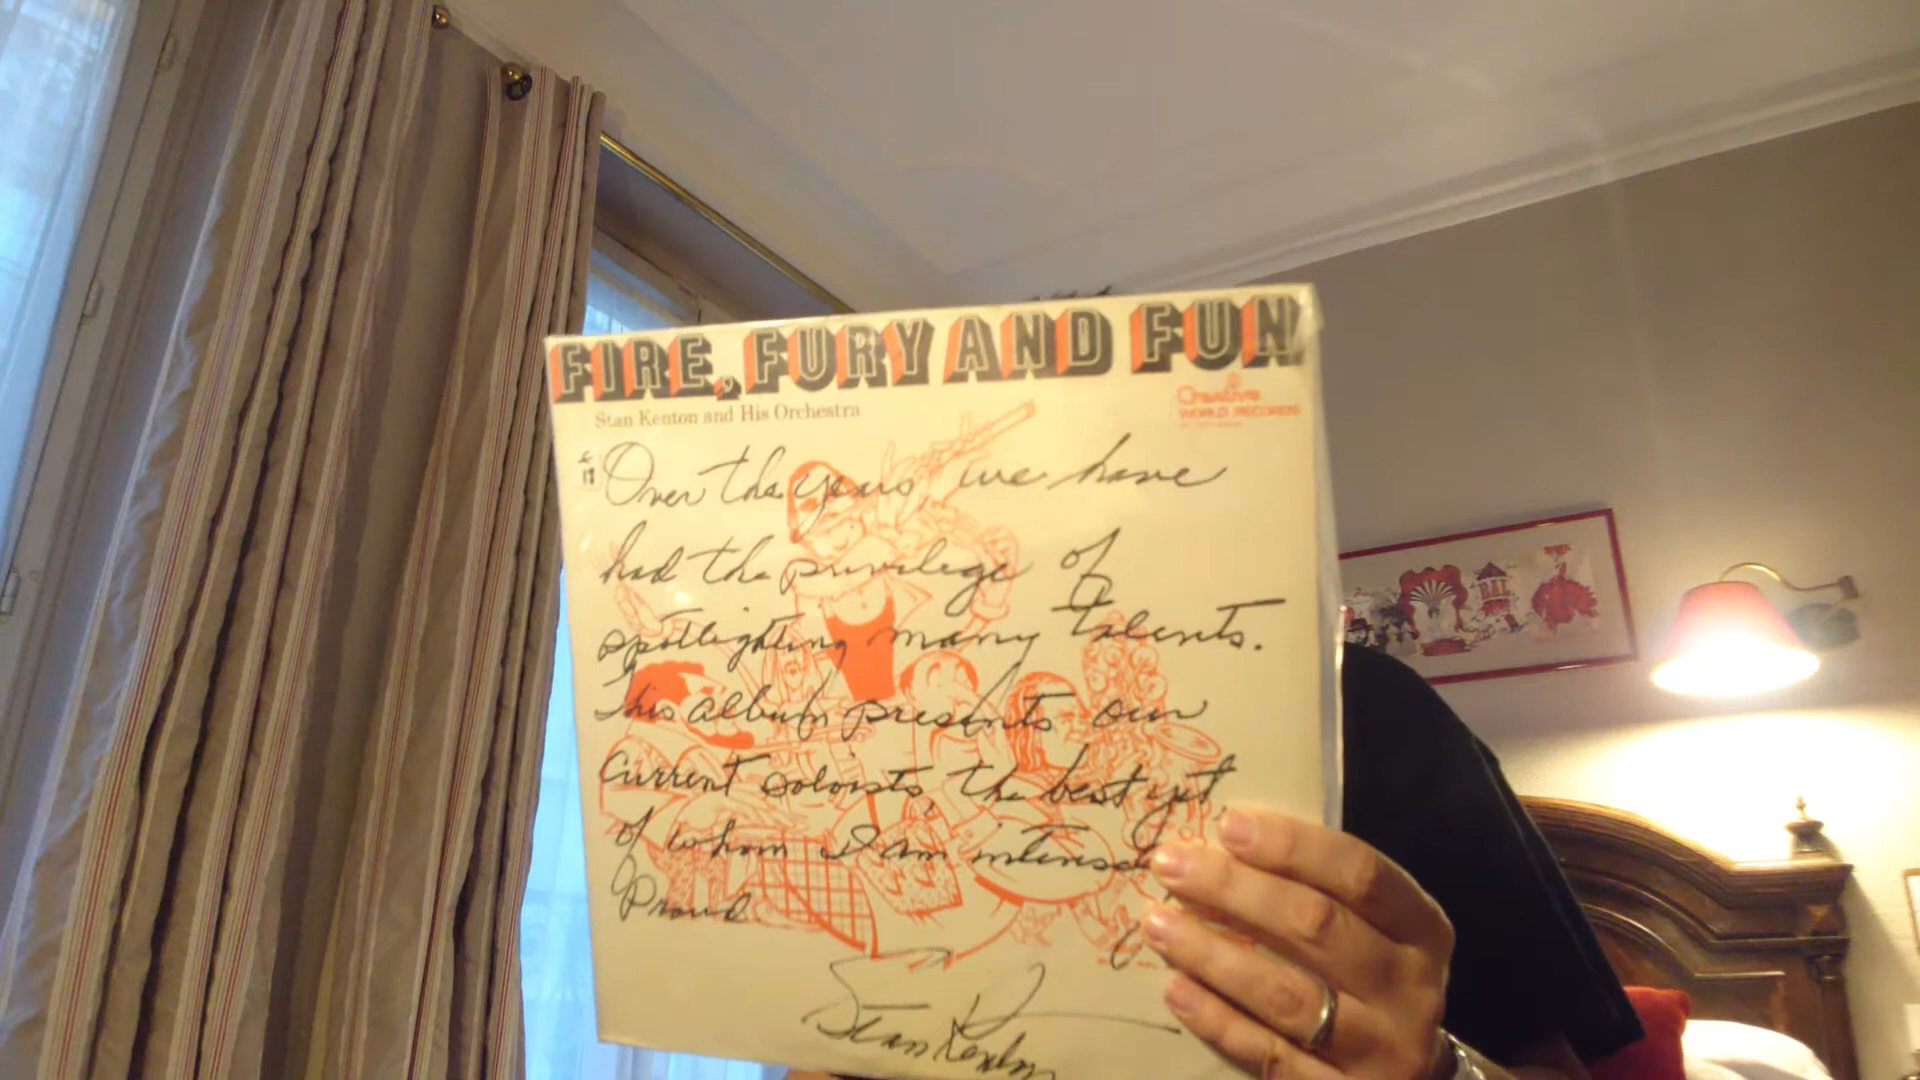 FIRE, FURY AND FUN
Stan Kenton and His Orchestra
Creative
WORLD RECORDS
Over the years, we have
had the privilege of
spotlighting many talents.
This album presents our
current soloists, the best yet,
of whom I am
Proud
Stan Kenton
BAL